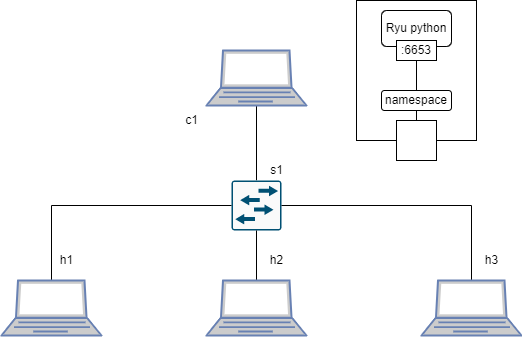 Ryu python
:6653
namespace
c1
s1
h1
h2
h3